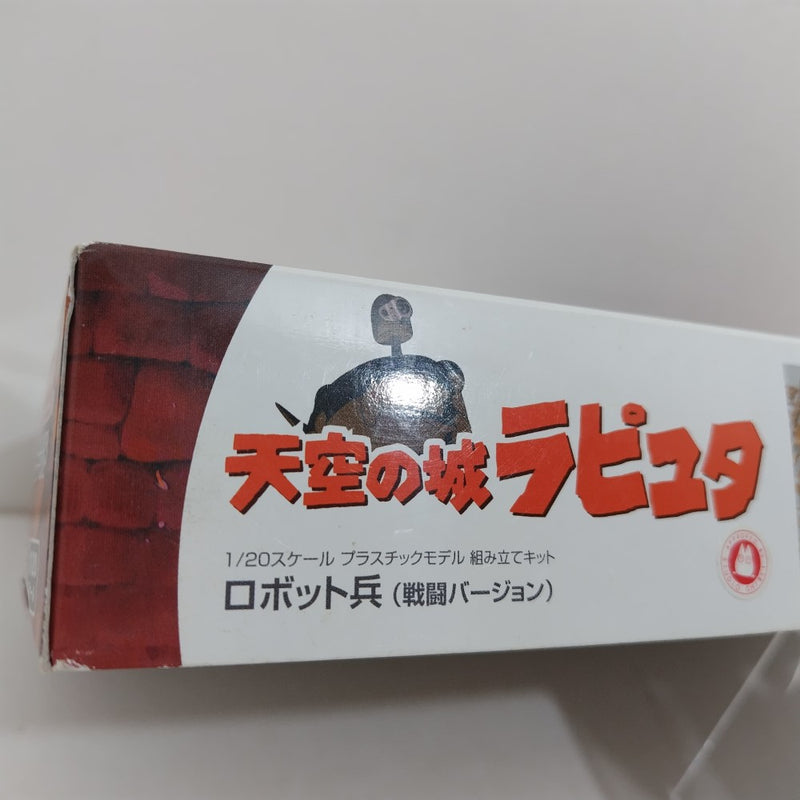 天空の城ラピュタ
1/20スケール プラスチックモデル 組み立てキット
ロボット兵 (戦闘バージョン)